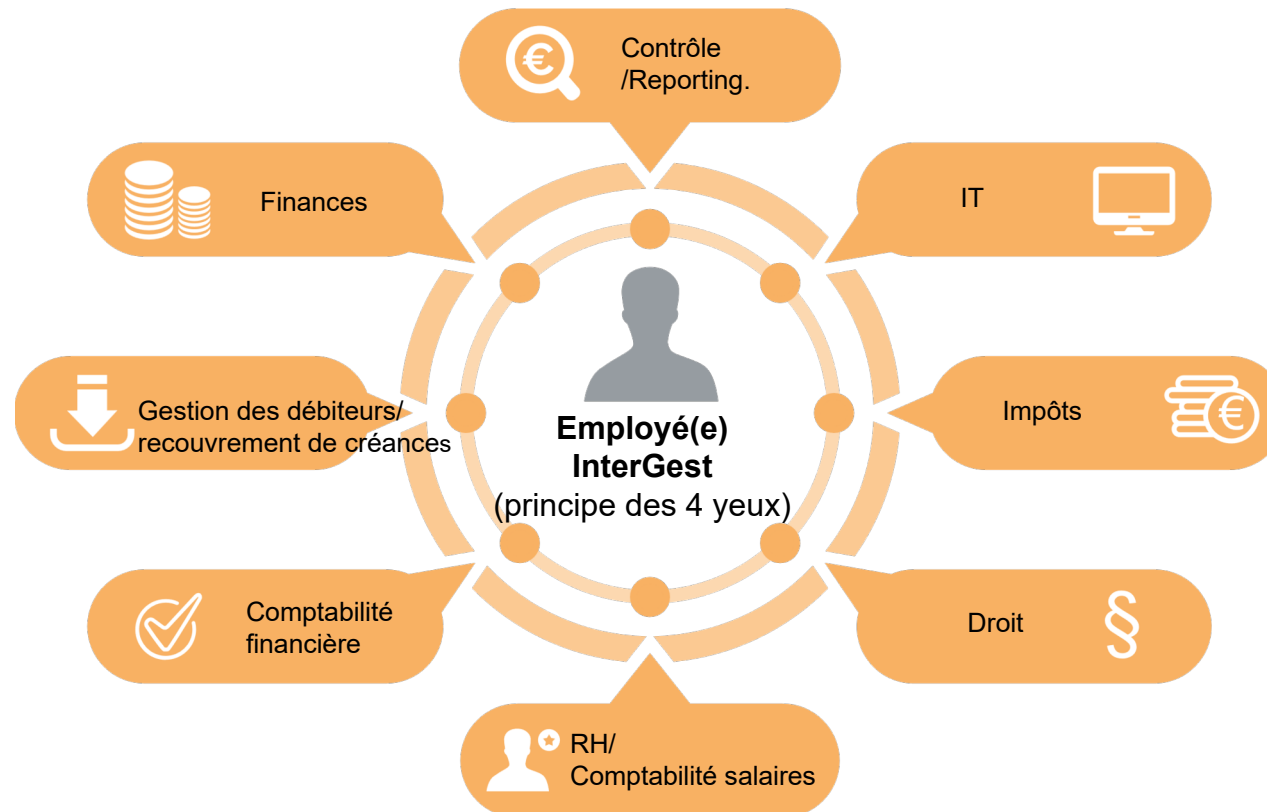 Contrôle
/Reporting.
Finances
IT
Gestion des débiteurs/
recouvrement de créances
Employé(e)
InterGest
(principe des 4 yeux)
Impôts
Comptabilité
financière
Droit
§
RH/
Comptabilité salaires